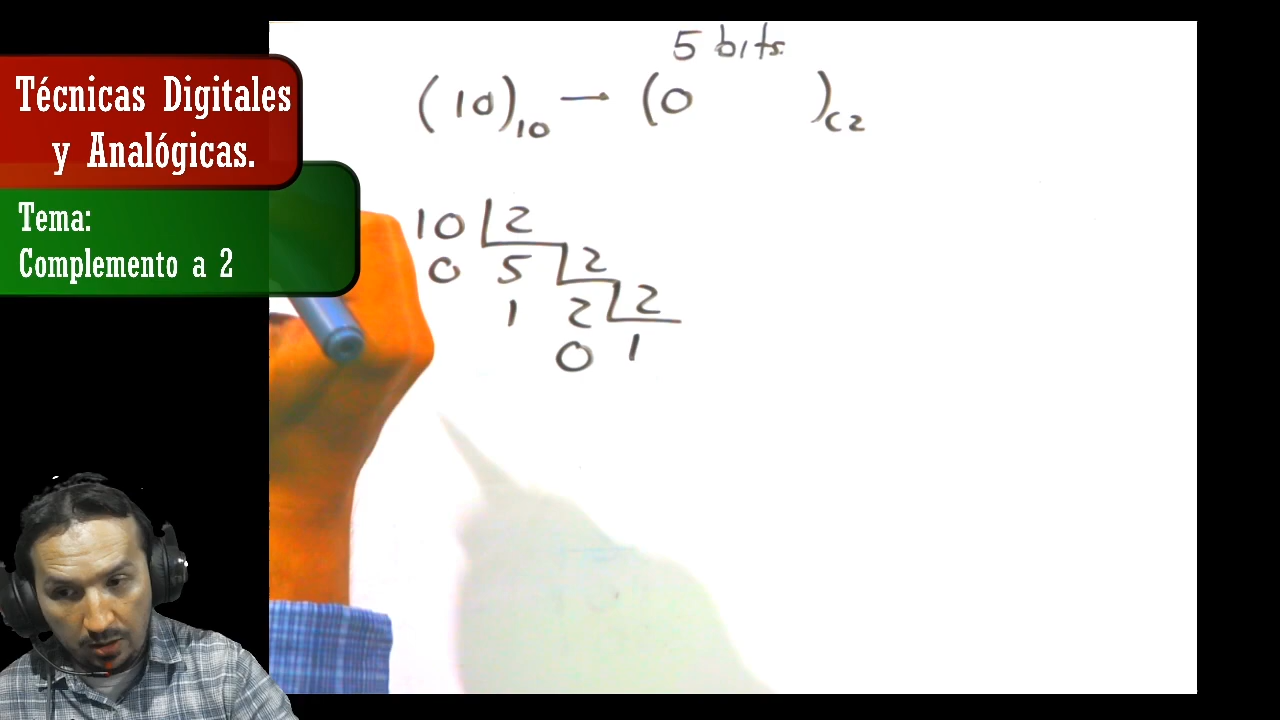 Técnicas Digitales
y Analógicas.
Tema:
Complemento a 2
5 bits
(10)10 → (0 )C2
10 2
0 5 2
1 2 2
0 1